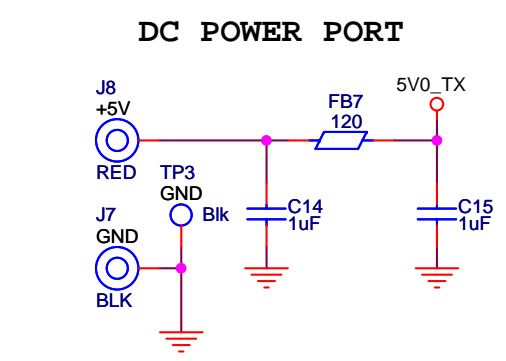 DC POWER PORT
J8
+5V
RED
FB7
120
5V0_TX
TP3
GND
Blk
C14
1uF
C15
1uF
J7
GND
BLK